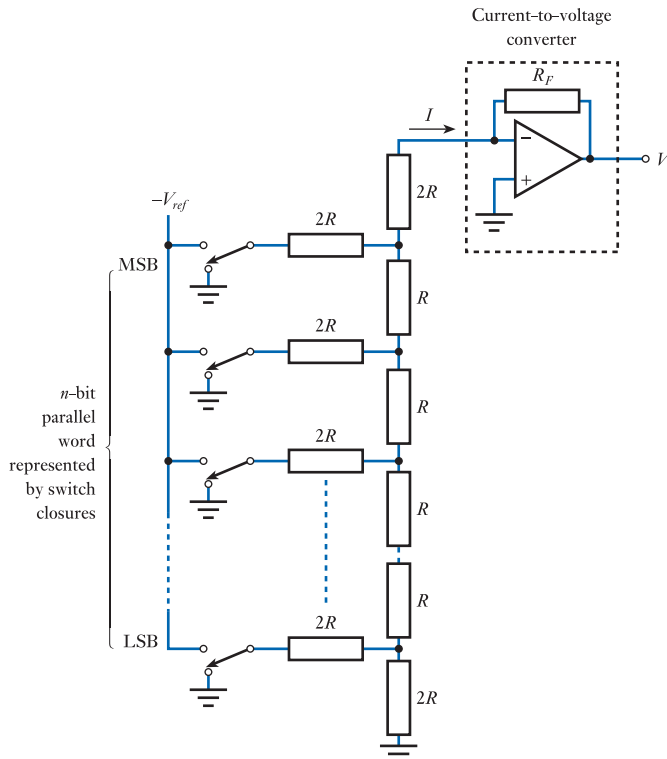 Current–to–voltage
converter
R_F
I
−
+
V
2R
−V_ref
2R
MSB
R
2R
R
n–bit
parallel
word
represented
by switch
closures
2R
R
R
LSB
2R
2R